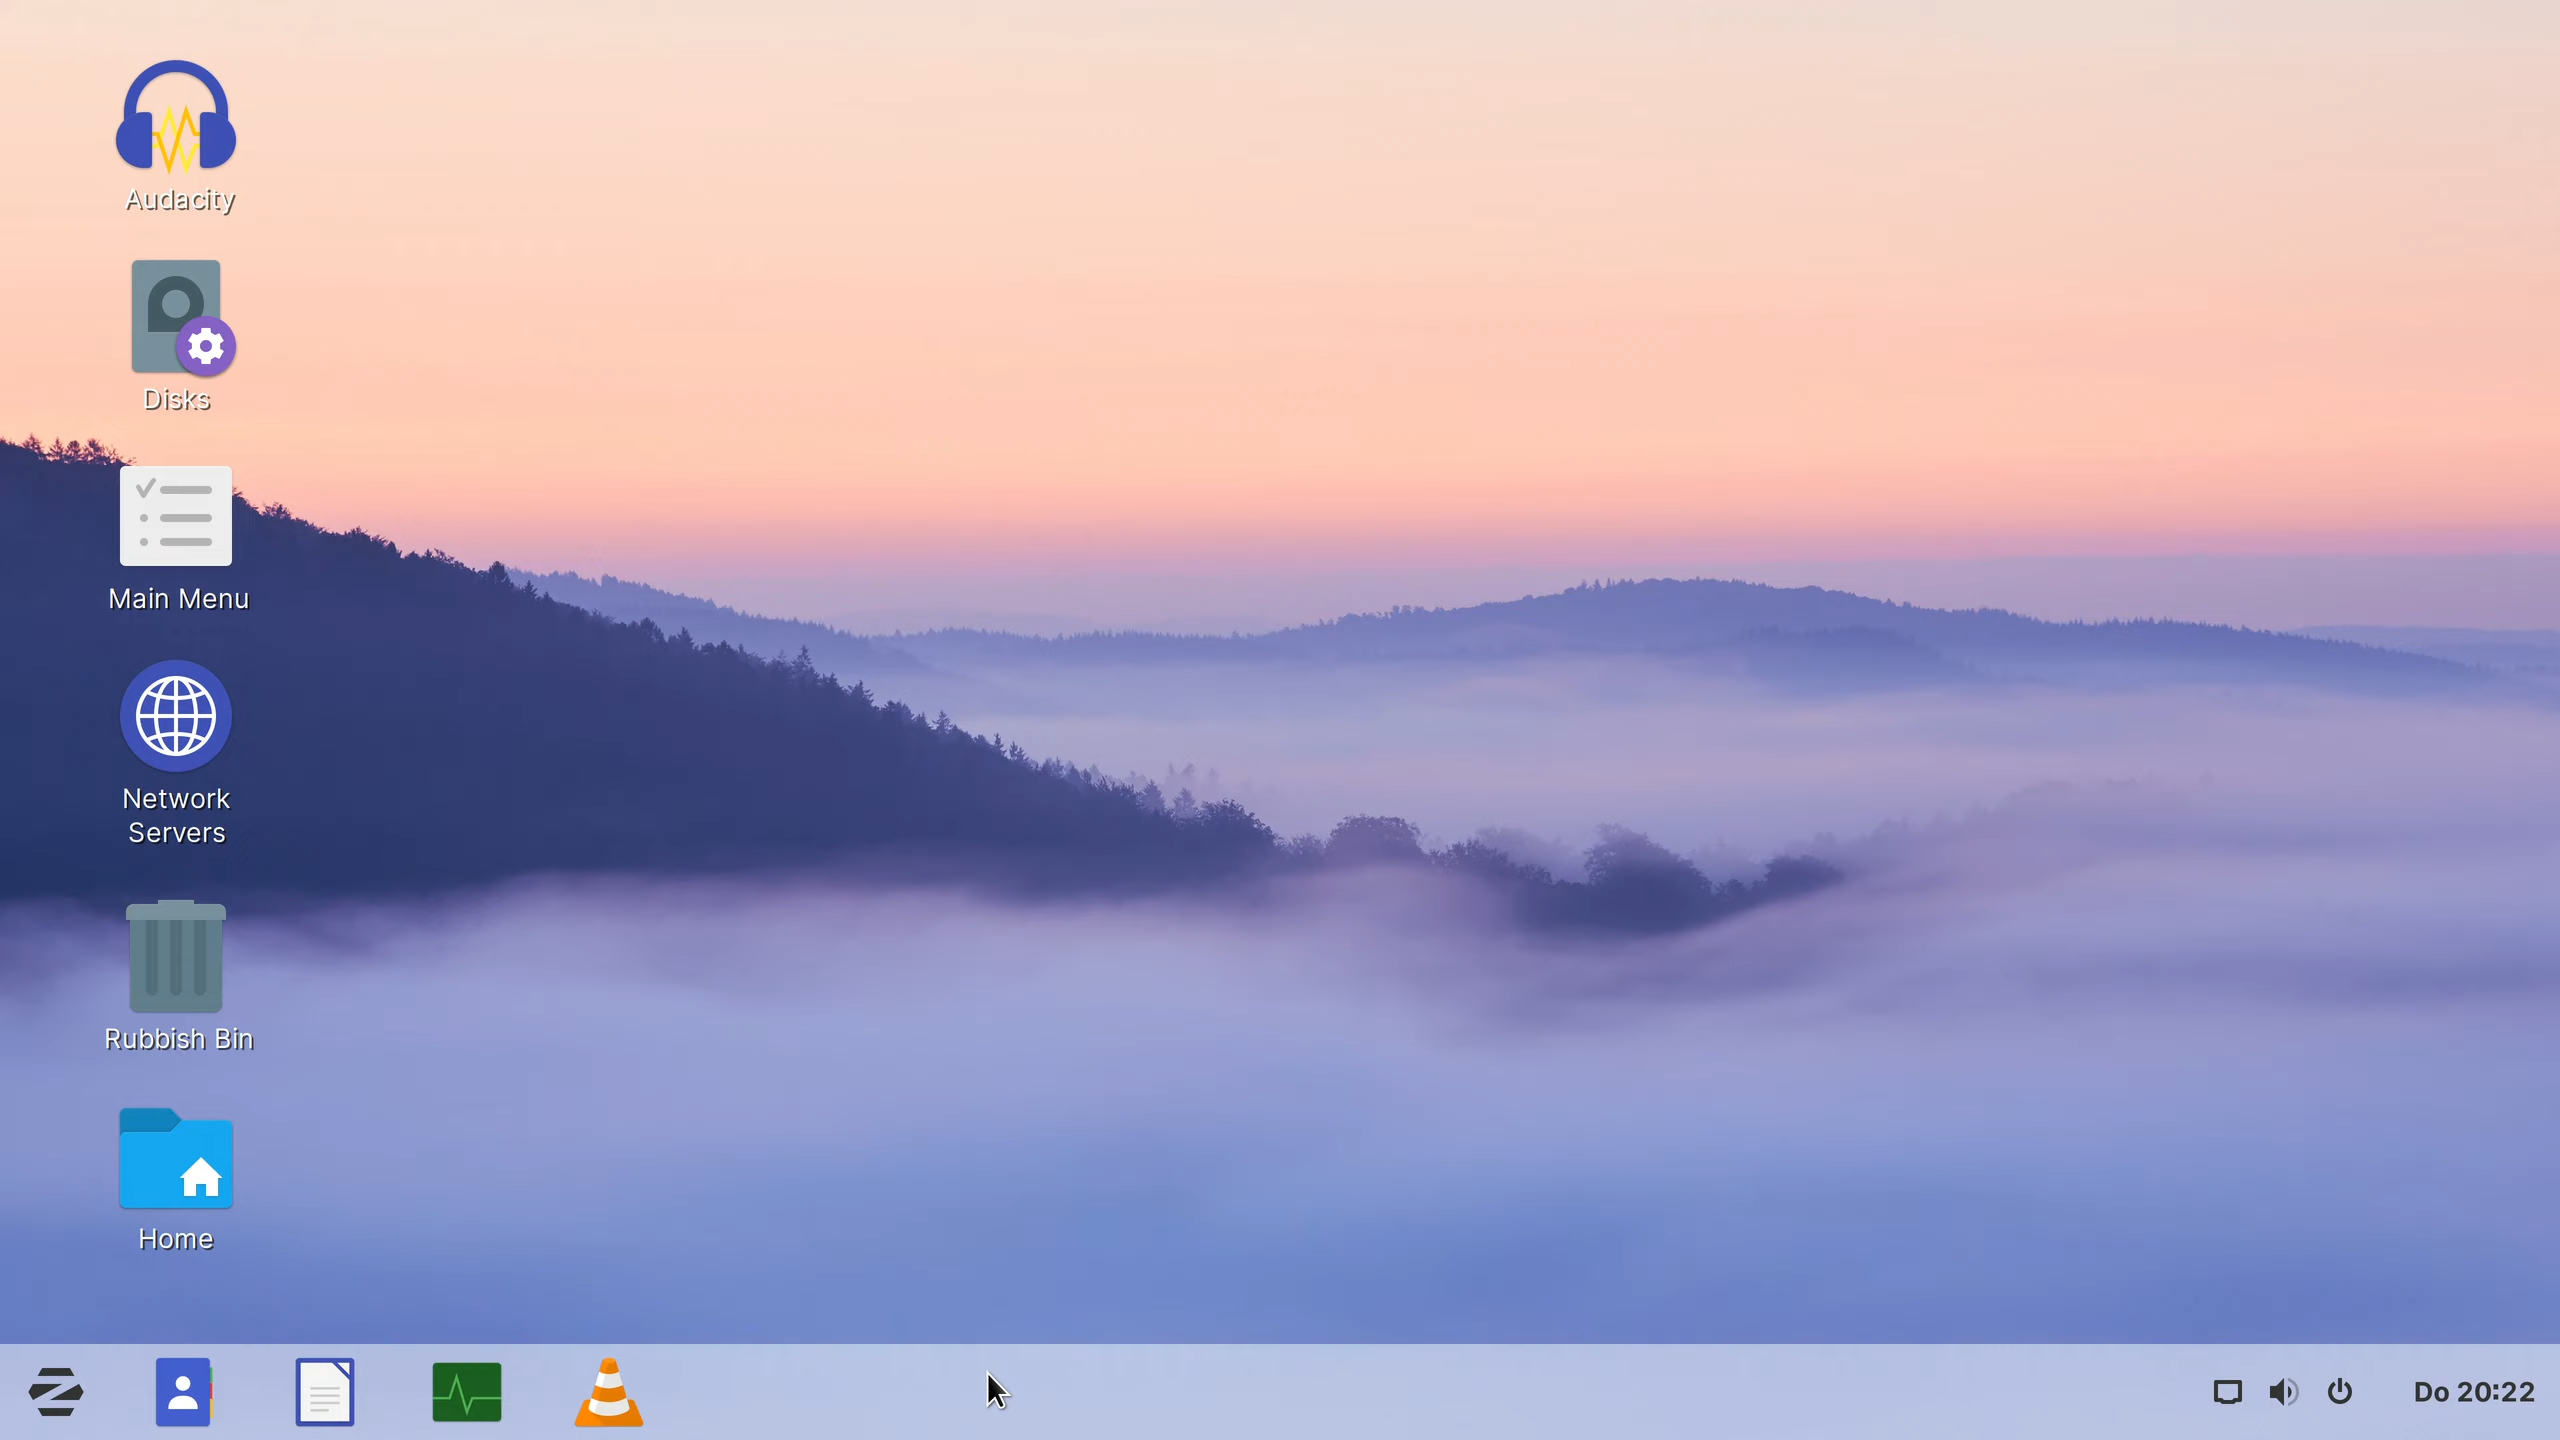 Audacity
Disks
Main Menu
Network
Servers
Rubbish Bin
Home
Do 20:22